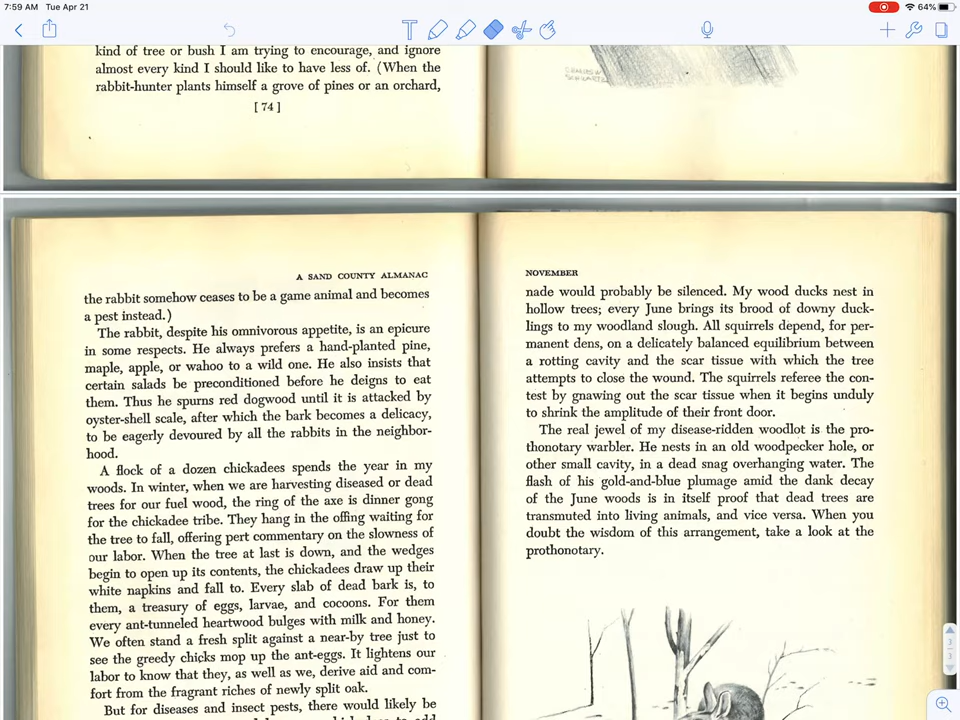 7:59 AM Tue Apr 21
64%
kind of tree or bush I am trying to encourage, and ignore
almost every kind I should like to have less of. (When the
rabbit-hunter plants himself a grove of pines or an orchard,
[ 74 ]
CHARLES W.
SCHWARTZ
A SAND COUNTY ALMANAC
the rabbit somehow ceases to be a game animal and becomes
a pest instead.)
The rabbit, despite his omnivorous appetite, is an epicure
in some respects. He always prefers a hand-planted pine,
maple, apple, or wahoo to a wild one. He also insists that
certain salads be preconditioned before he deigns to eat
them. Thus he spurns red dogwood until it is attacked by
oyster-shell scale, after which the bark becomes a delicacy,
to be eagerly devoured by all the rabbits in the neighbor-
hood.
A flock of a dozen chickadees spends the year in my
woods. In winter, when we are harvesting diseased or dead
trees for our fuel wood, the ring of the axe is dinner gong
for the chickadee tribe. They hang in the offing waiting for
the tree to fall, offering pert commentary on the slowness of
our labor. When the tree at last is down, and the wedges
begin to open up its contents, the chickadees draw up their
white napkins and fall to. Every slab of dead bark is, to
them, a treasury of eggs, larvae, and cocoons. For them
every ant-tunneled heartwood bulges with milk and honey.
We often stand a fresh split against a near-by tree just to
see the greedy chicks mop up the ant-eggs. It lightens our
labor to know that they, as well as we, derive aid and com-
fort from the fragrant riches of newly split oak.
But for diseases and insect pests, there would likely be
NOVEMBER
nade would probably be silenced. My wood ducks nest in
hollow trees; every June brings its brood of downy duck-
lings to my woodland slough. All squirrels depend, for per-
manent dens, on a delicately balanced equilibrium between
a rotting cavity and the scar tissue with which the tree
attempts to close the wound. The squirrels referee the con-
test by gnawing out the scar tissue when it begins unduly
to shrink the amplitude of their front door.
The real jewel of my disease-ridden woodlot is the pro-
thonotary warbler. He nests in an old woodpecker hole, or
other small cavity, in a dead snag overhanging water. The
flash of his gold-and-blue plumage amid the dank decay
of the June woods is in itself proof that dead trees are
transmuted into living animals, and vice versa. When you
doubt the wisdom of this arrangement, take a look at the
prothonotary.
3
3